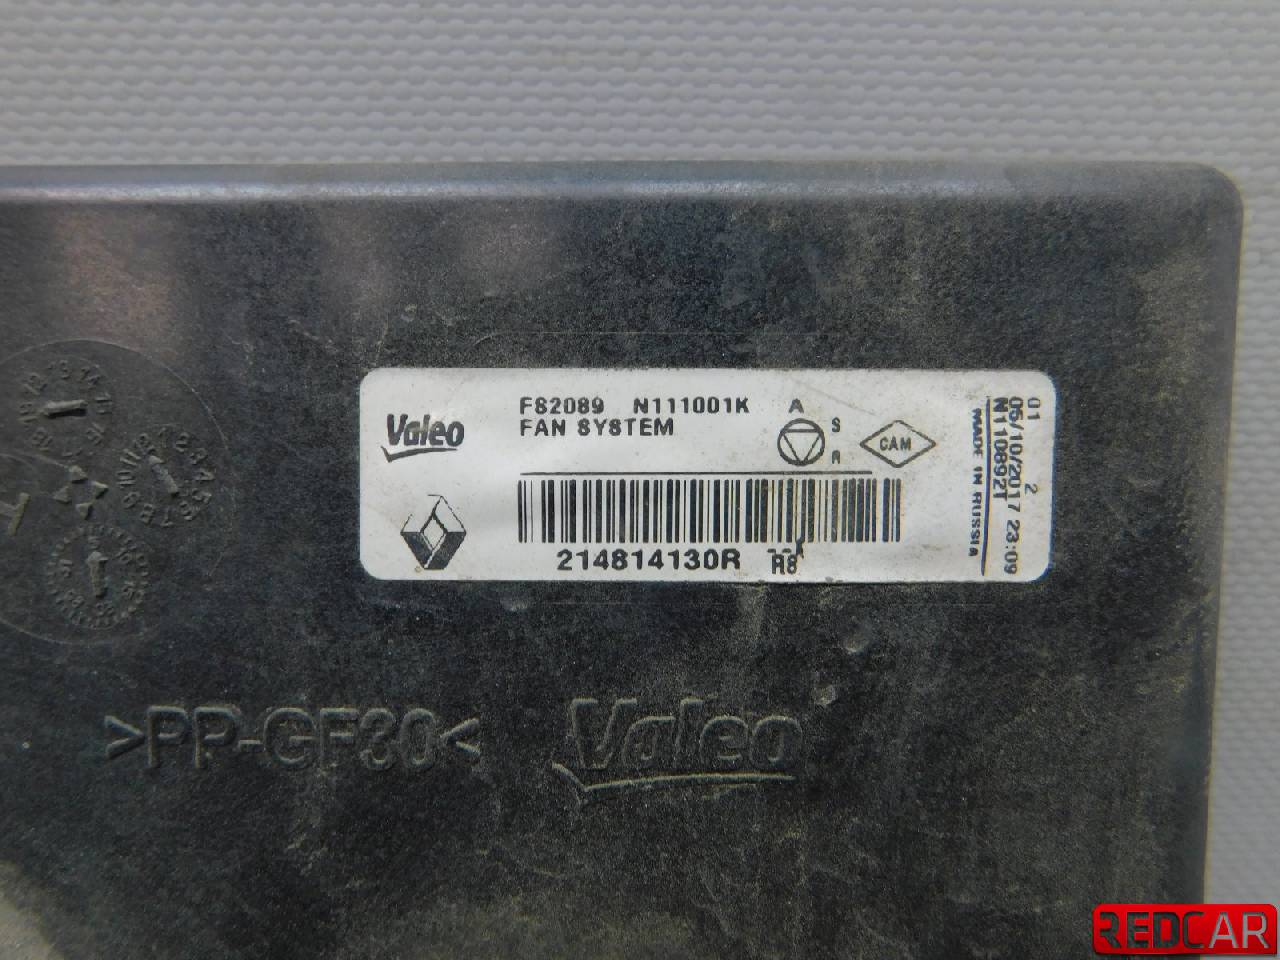 Valeo
FS2089 N111001K A
FAN SYSTEM
S
R
CAM
214814130R R8
MADE IN RUSSIA
N110892T
05/10/2017 23:09
01 2
>PP-GF30<
Valeo
REDCAR